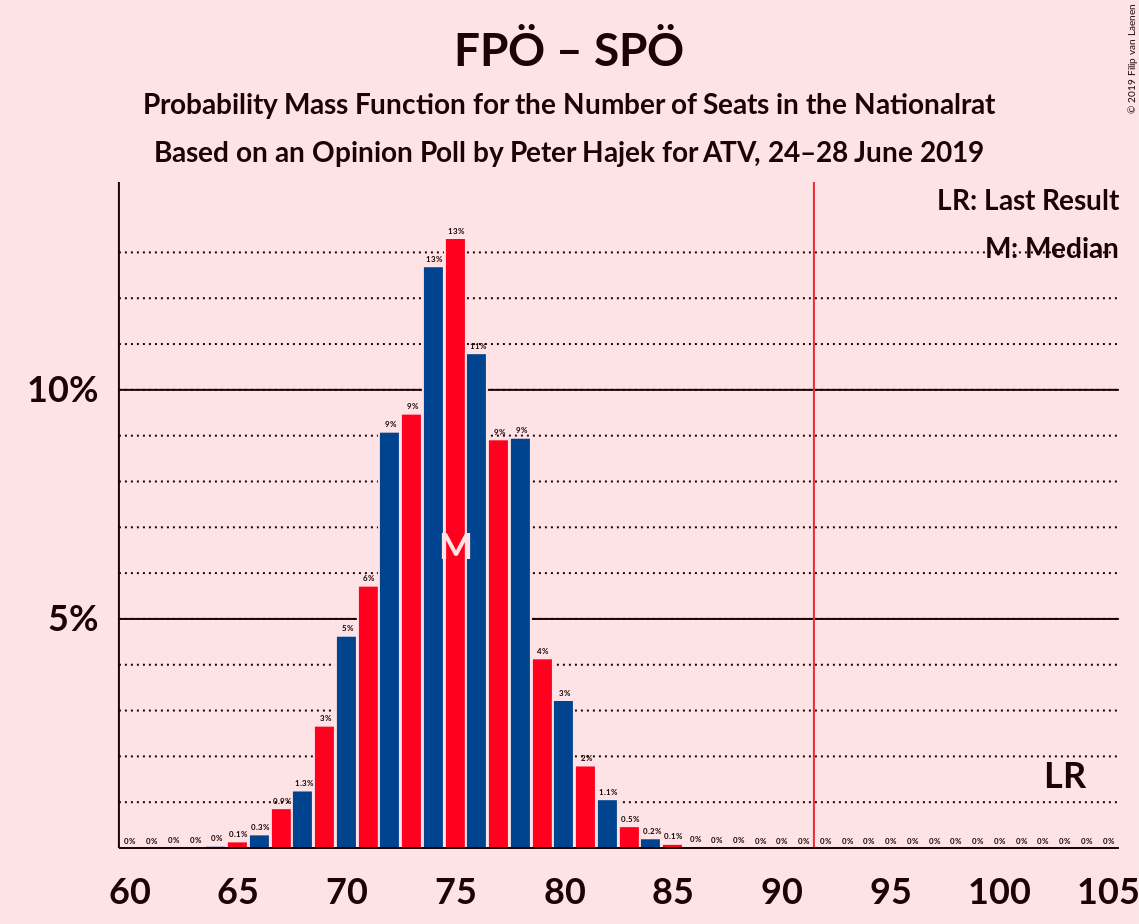 FPÖ – SPÖ
Probability Mass Function for the Number of Seats in the Nationalrat
Based on an Opinion Poll by Peter Hajek for ATV, 24–28 June 2019
© 2019 Filip van Laenen
LR: Last Result
M: Median
10%
5%
0% 0% 0% 0% 0% 0.1% 0.3% 0.9% 1.3% 3% 5% 6% 9% 9% 13% 13% 11% 9% 9% 4% 3% 2% 1.1% 0.5% 0.2% 0.1% 0% 0% 0% 0% 0% 0% 0% 0% 0% 0% 0% 0% 0% 0% 0% 0% 0% 0% 0% 0%
M
LR
60 65 70 75 80 85 90 95 100 105